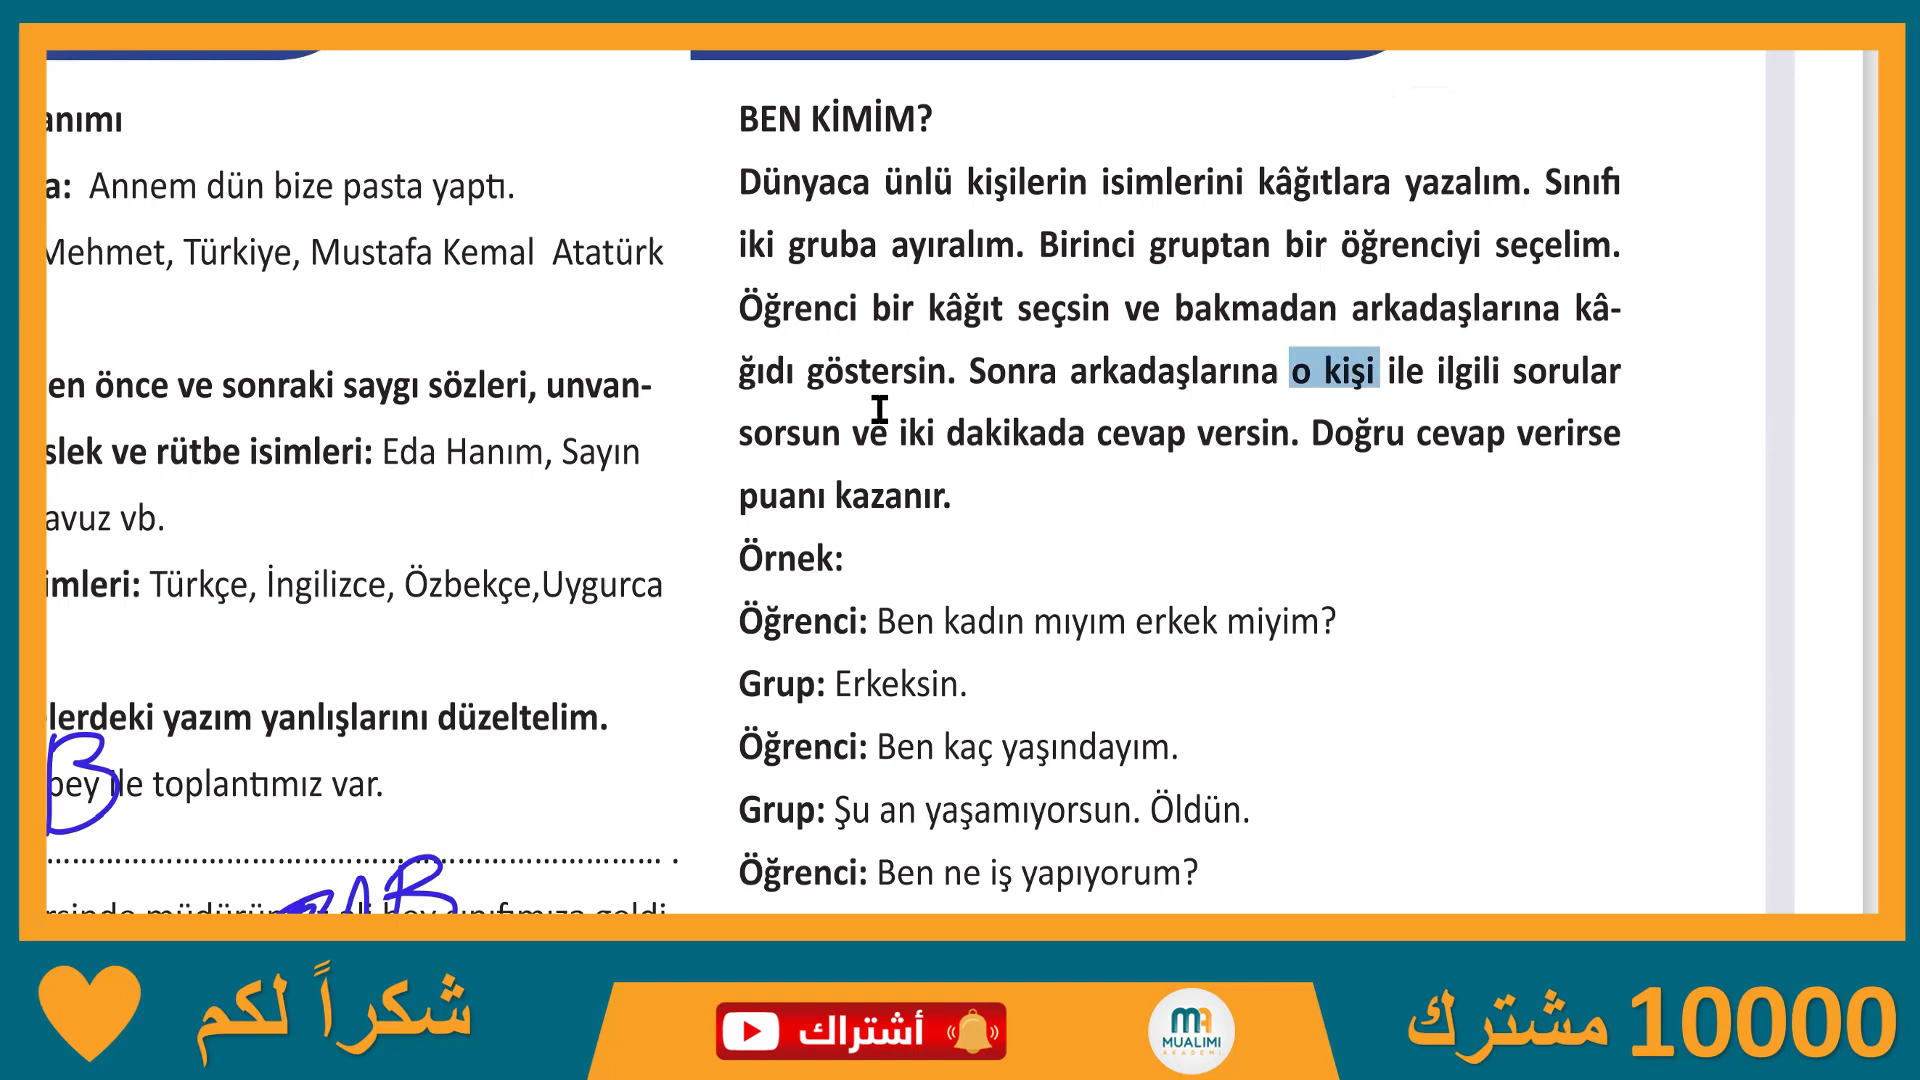 anımı
a: Annem dün bize pasta yaptı.
Mehmet, Türkiye, Mustafa Kemal Atatürk
en önce ve sonraki saygı sözleri, unvan-
slek ve rütbe isimleri: Eda Hanım, Sayın
avuz vb.
imleri: Türkçe, İngilizce, Özbekçe,Uygurca
lerdeki yazım yanlışlarını düzeltelim.
B
bey ile toplantımız var.
BEN KİMİM?
Dünyaca ünlü kişilerin isimlerini kâğıtlara yazalım. Sınıfı
iki gruba ayıralım. Birinci gruptan bir öğrenciyi seçelim.
Öğrenci bir kâğıt seçsin ve bakmadan arkadaşlarına kâ-
ğıdı göstersin. Sonra arkadaşlarına o kişi ile ilgili sorular
sorsun ve iki dakikada cevap versin. Doğru cevap verirse
puanı kazanır.
Örnek:
Öğrenci: Ben kadın mıyım erkek miyim?
Grup: Erkeksin.
Öğrenci: Ben kaç yaşındayım.
Grup: Şu an yaşamıyorsun. Öldün.
Öğrenci: Ben ne iş yapıyorum?
شكراً لكم
أشتراك
MUALIMI
AKADEMI
10000 مشترك